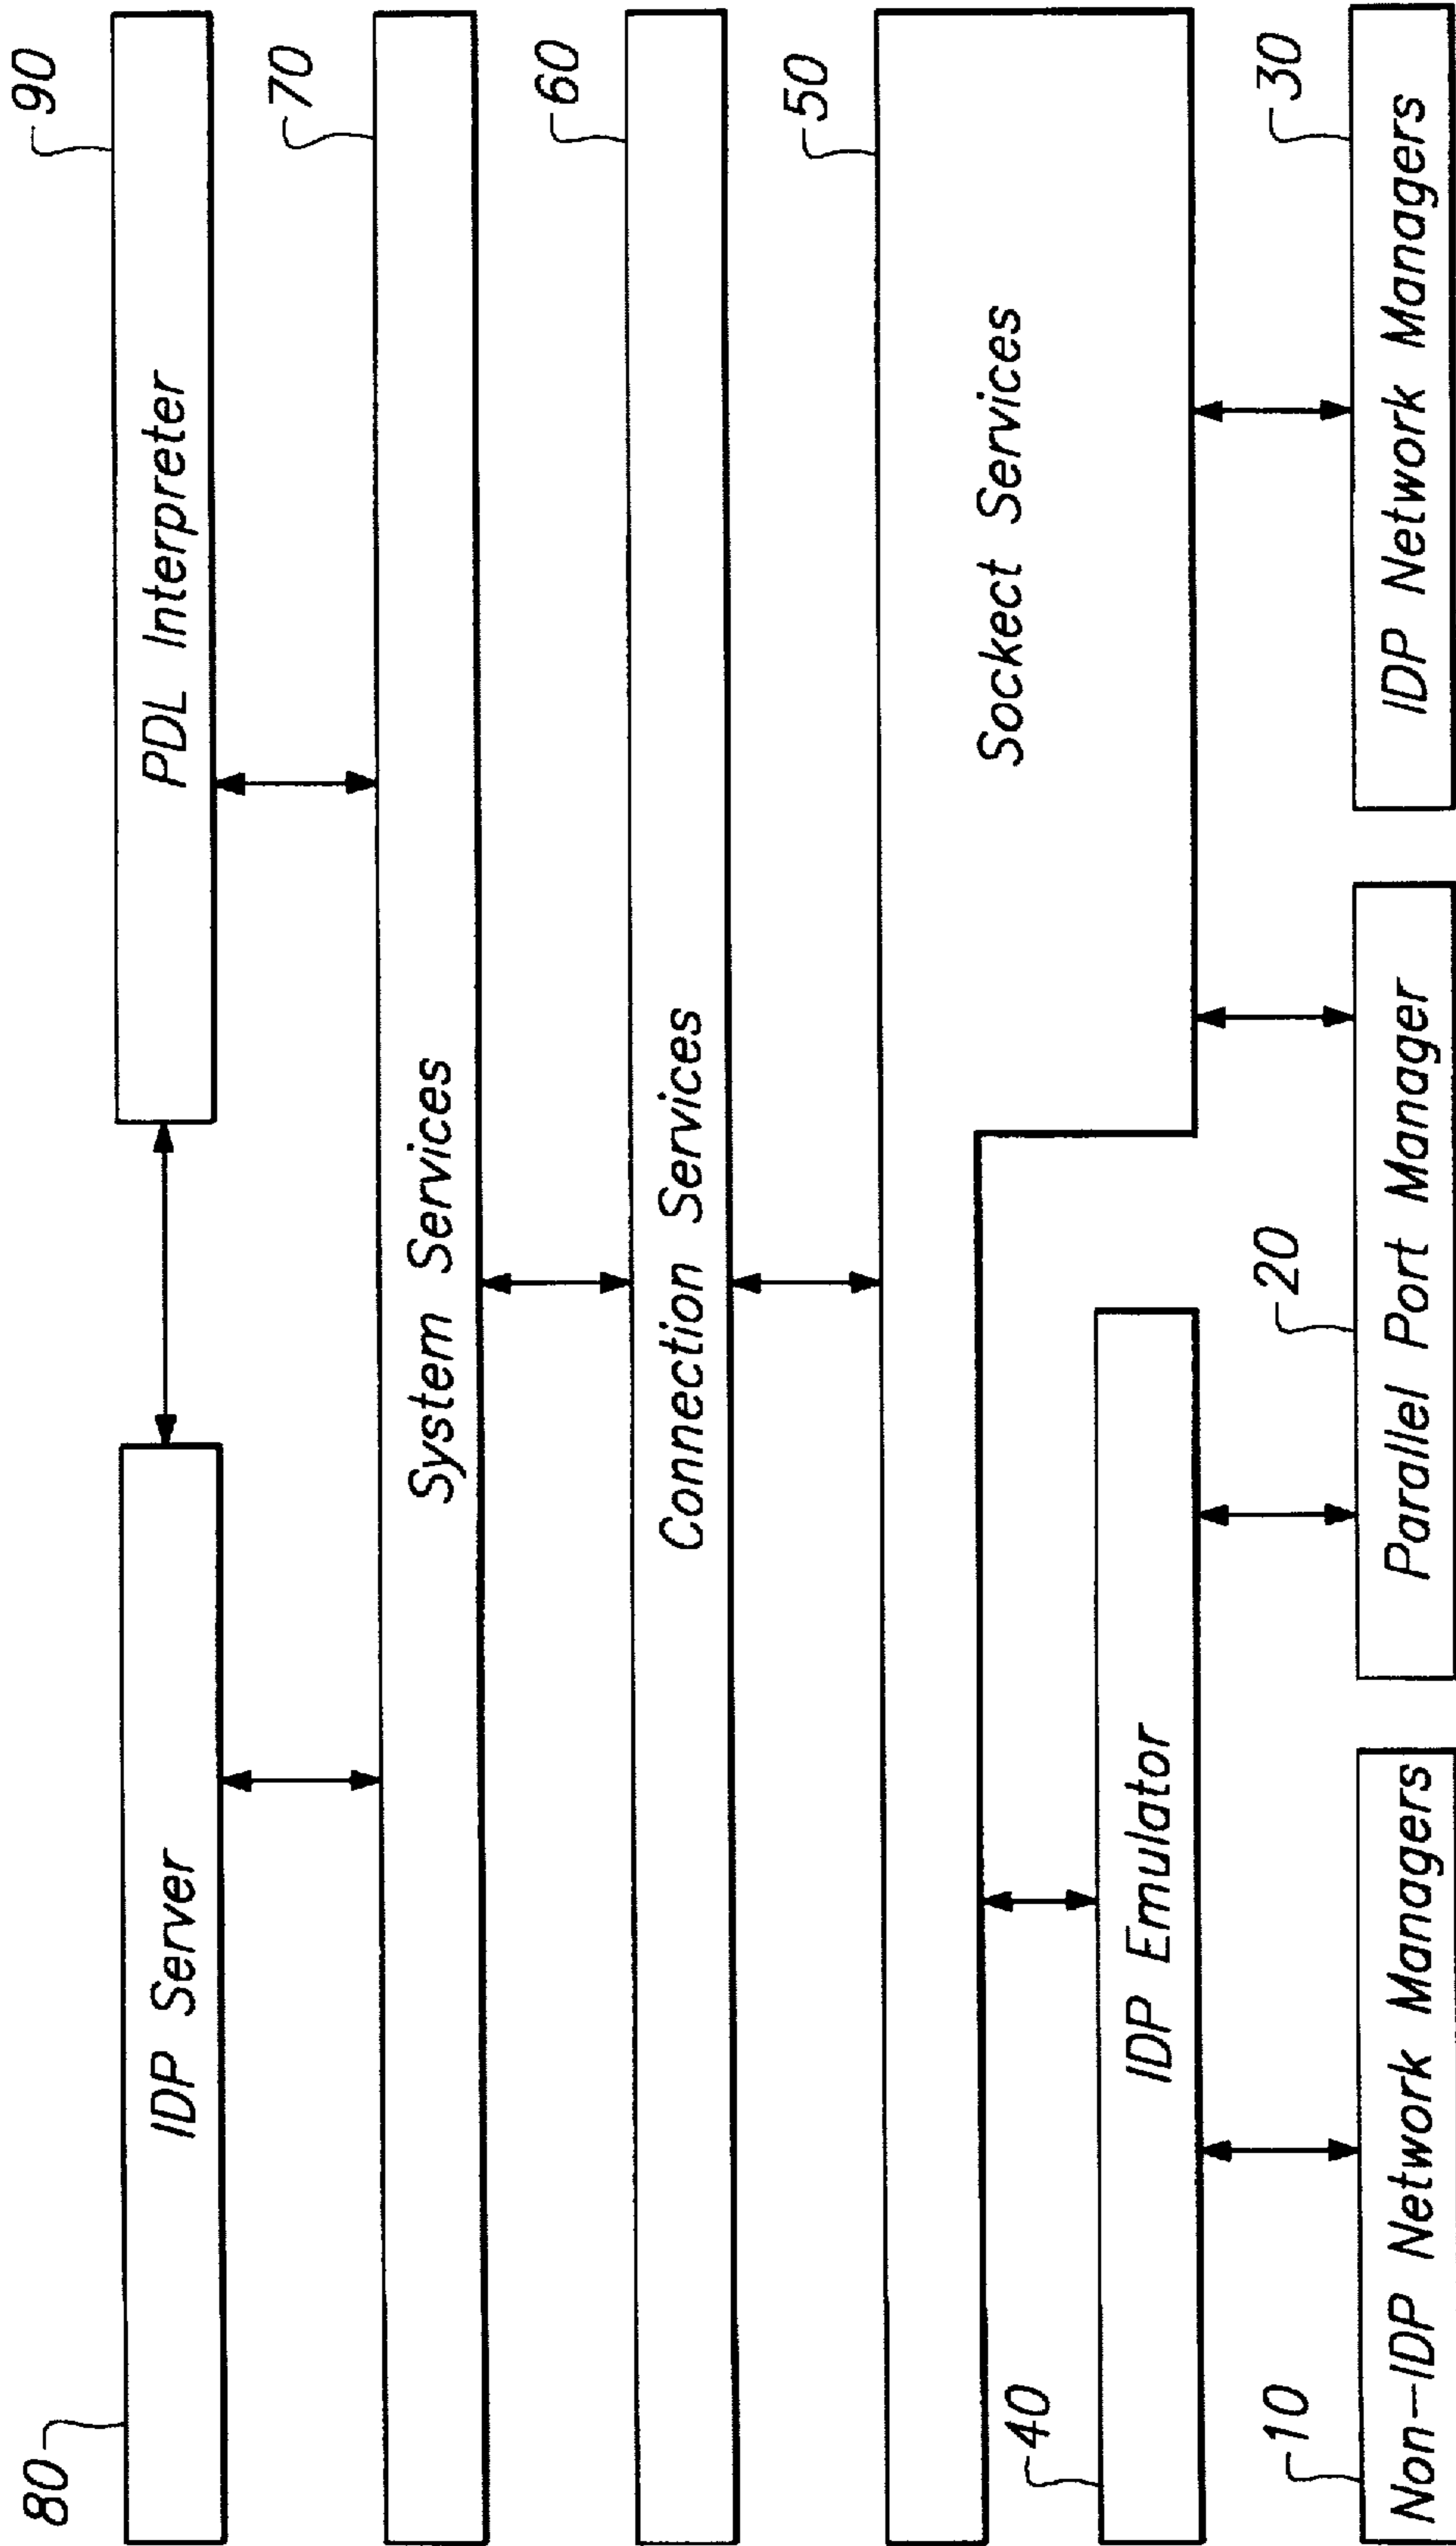 80
IDP Server
PDL Interpreter
90
System Services
70
Connection Services
60
Sockect Services
50
40
IDP Emulator
10
Non-IDP Network Managers
20
Parallel Port Manager
30
IDP Network Managers